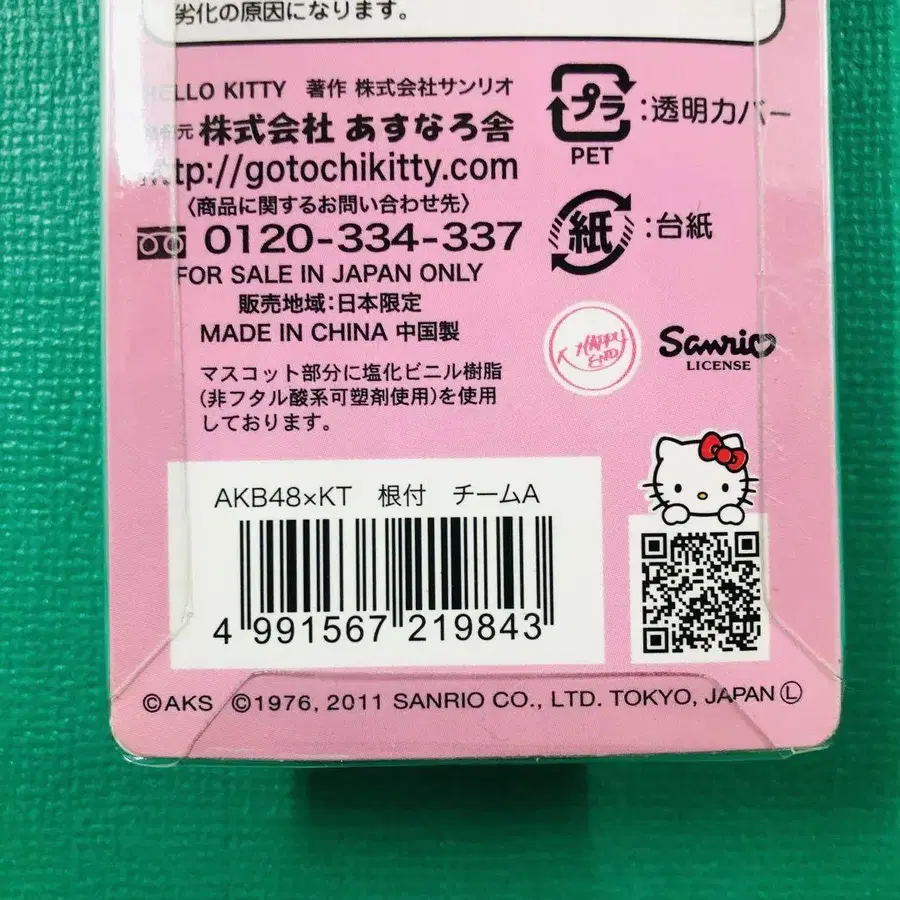 劣化の原因になります。
HELLO KITTY 著作 株式会社サンリオ
株式会社 あすなろ舎
http://gotochikitty.com
〈商品に関するお問い合わせ先〉
0120-334-337
FOR SALE IN JAPAN ONLY
販売地域:日本限定
MADE IN CHINA 中国製
マスコット部分に塩化ビニル樹脂
(非フタル酸系可塑剤使用)を使用
しております。
プラ :透明カバー
PET
紙 :台紙
K HAPPY
END
Sanrio
LICENSE
AKB48×KT 根付 チームA
4 991567 219843
©AKS ©1976, 2011 SANRIO CO., LTD. TOKYO, JAPAN Ⓛ